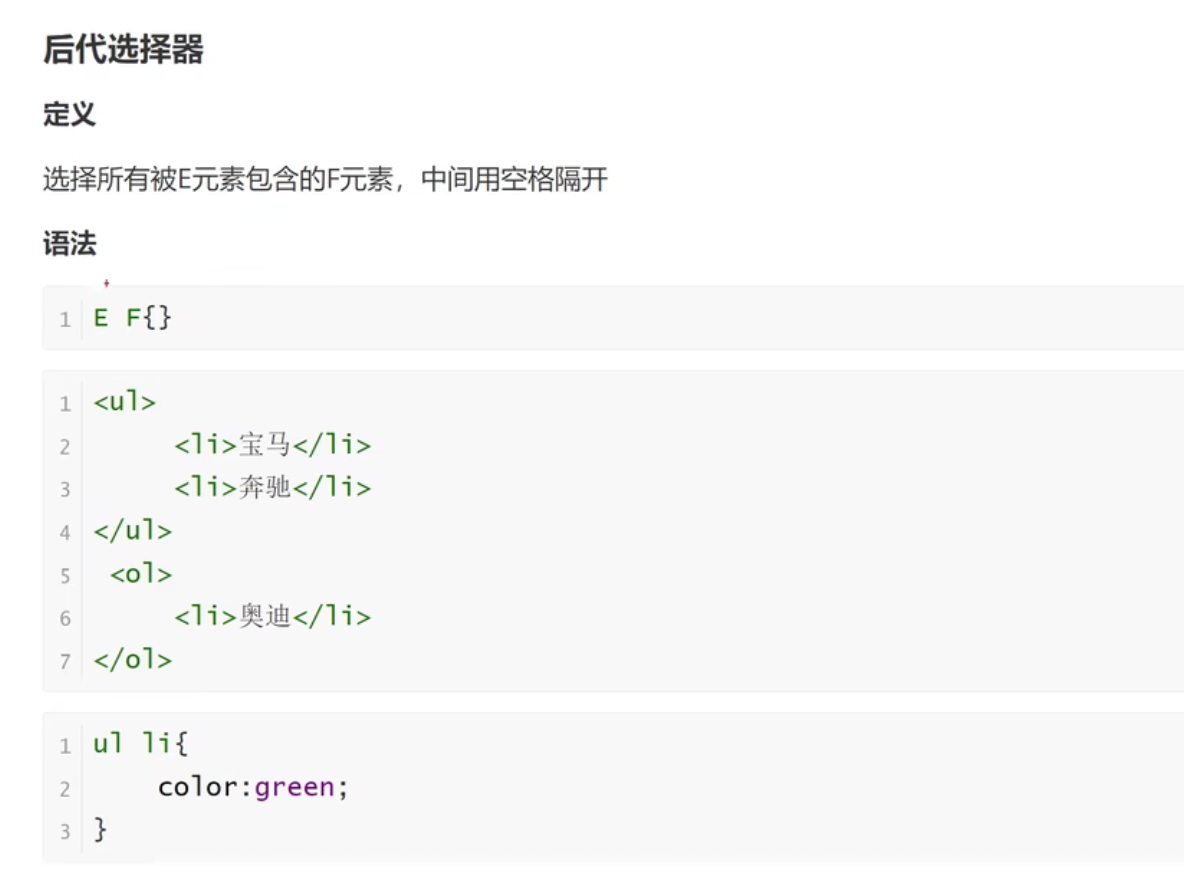 后代选择器
定义
选择所有被E元素包含的F元素，中间用空格隔开
语法
1 E F{}
1 <ul>
2      <li>宝马</li>
3      <li>奔驰</li>
4 </ul>
5  <ol>
6      <li>奥迪</li>
7 </ol>
1 ul li{
2     color:green;
3 }